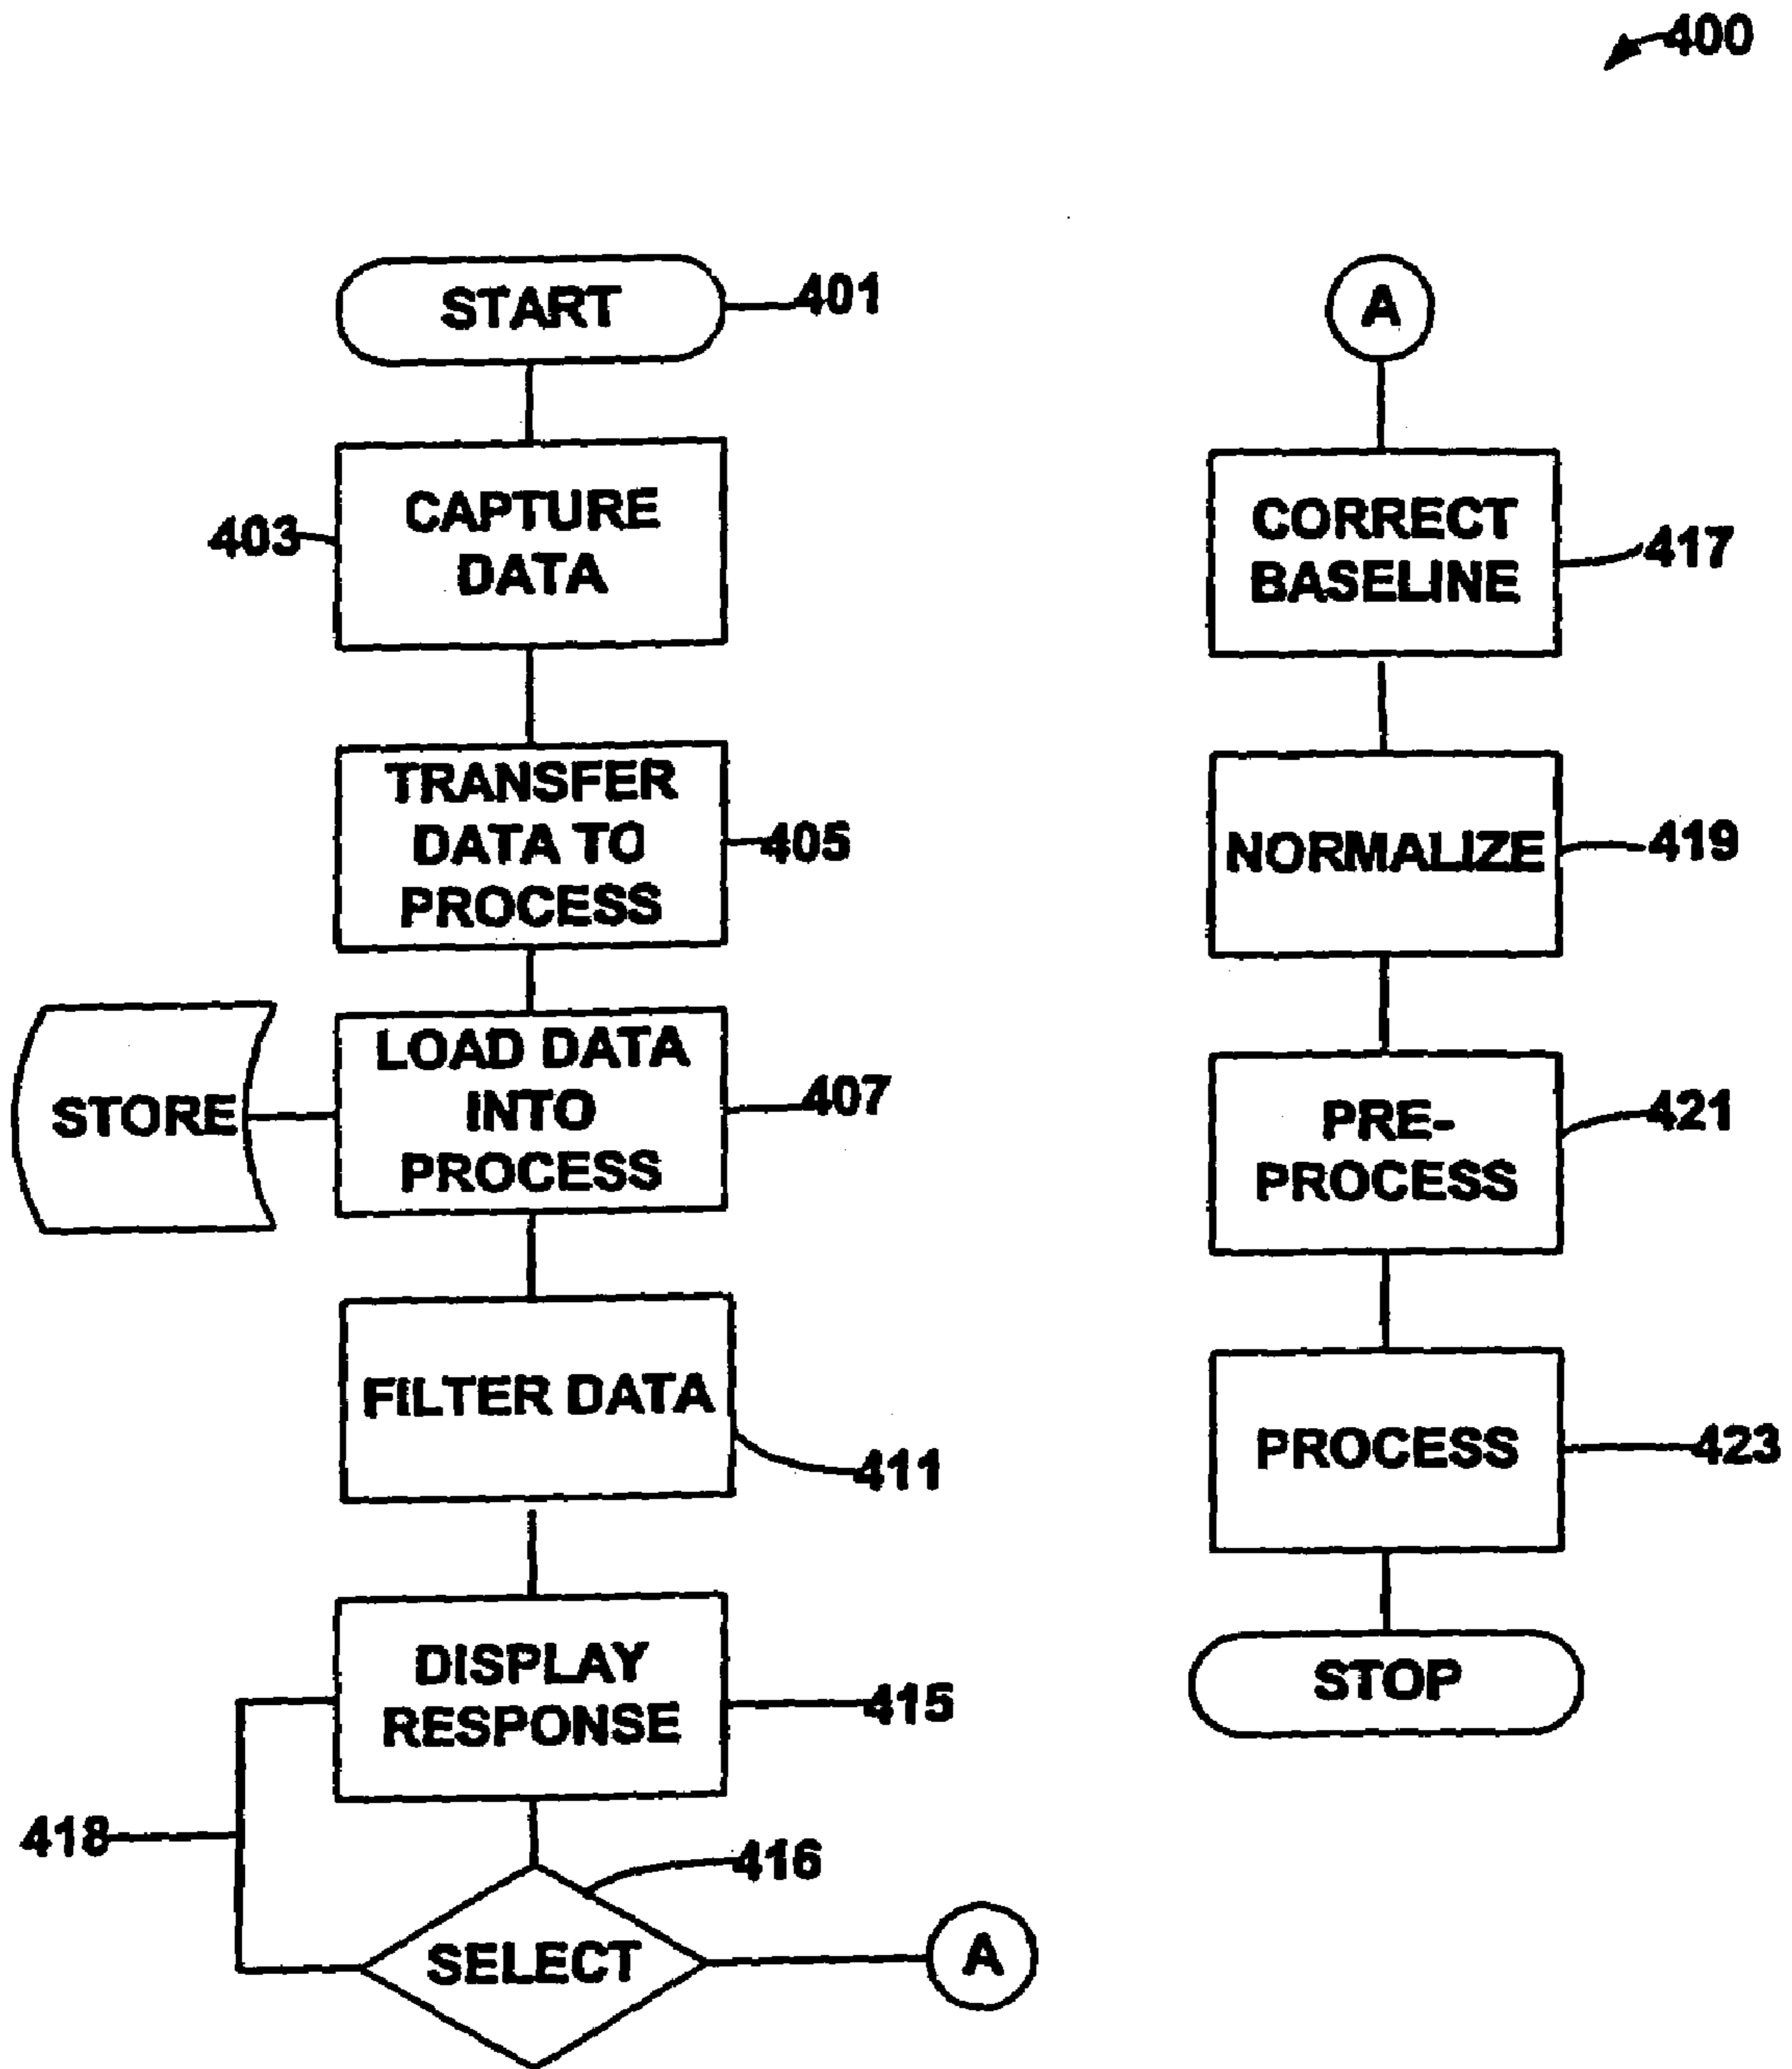 400
START
401
CAPTURE
DATA
403
TRANSFER
DATA TO
PROCESS
405
STORE
LOAD DATA
INTO
PROCESS
407
FILTER DATA
411
DISPLAY
RESPONSE
415
418
416
SELECT
A
A
CORRECT
BASELINE
417
NORMALIZE
419
PRE-
PROCESS
421
PROCESS
423
STOP